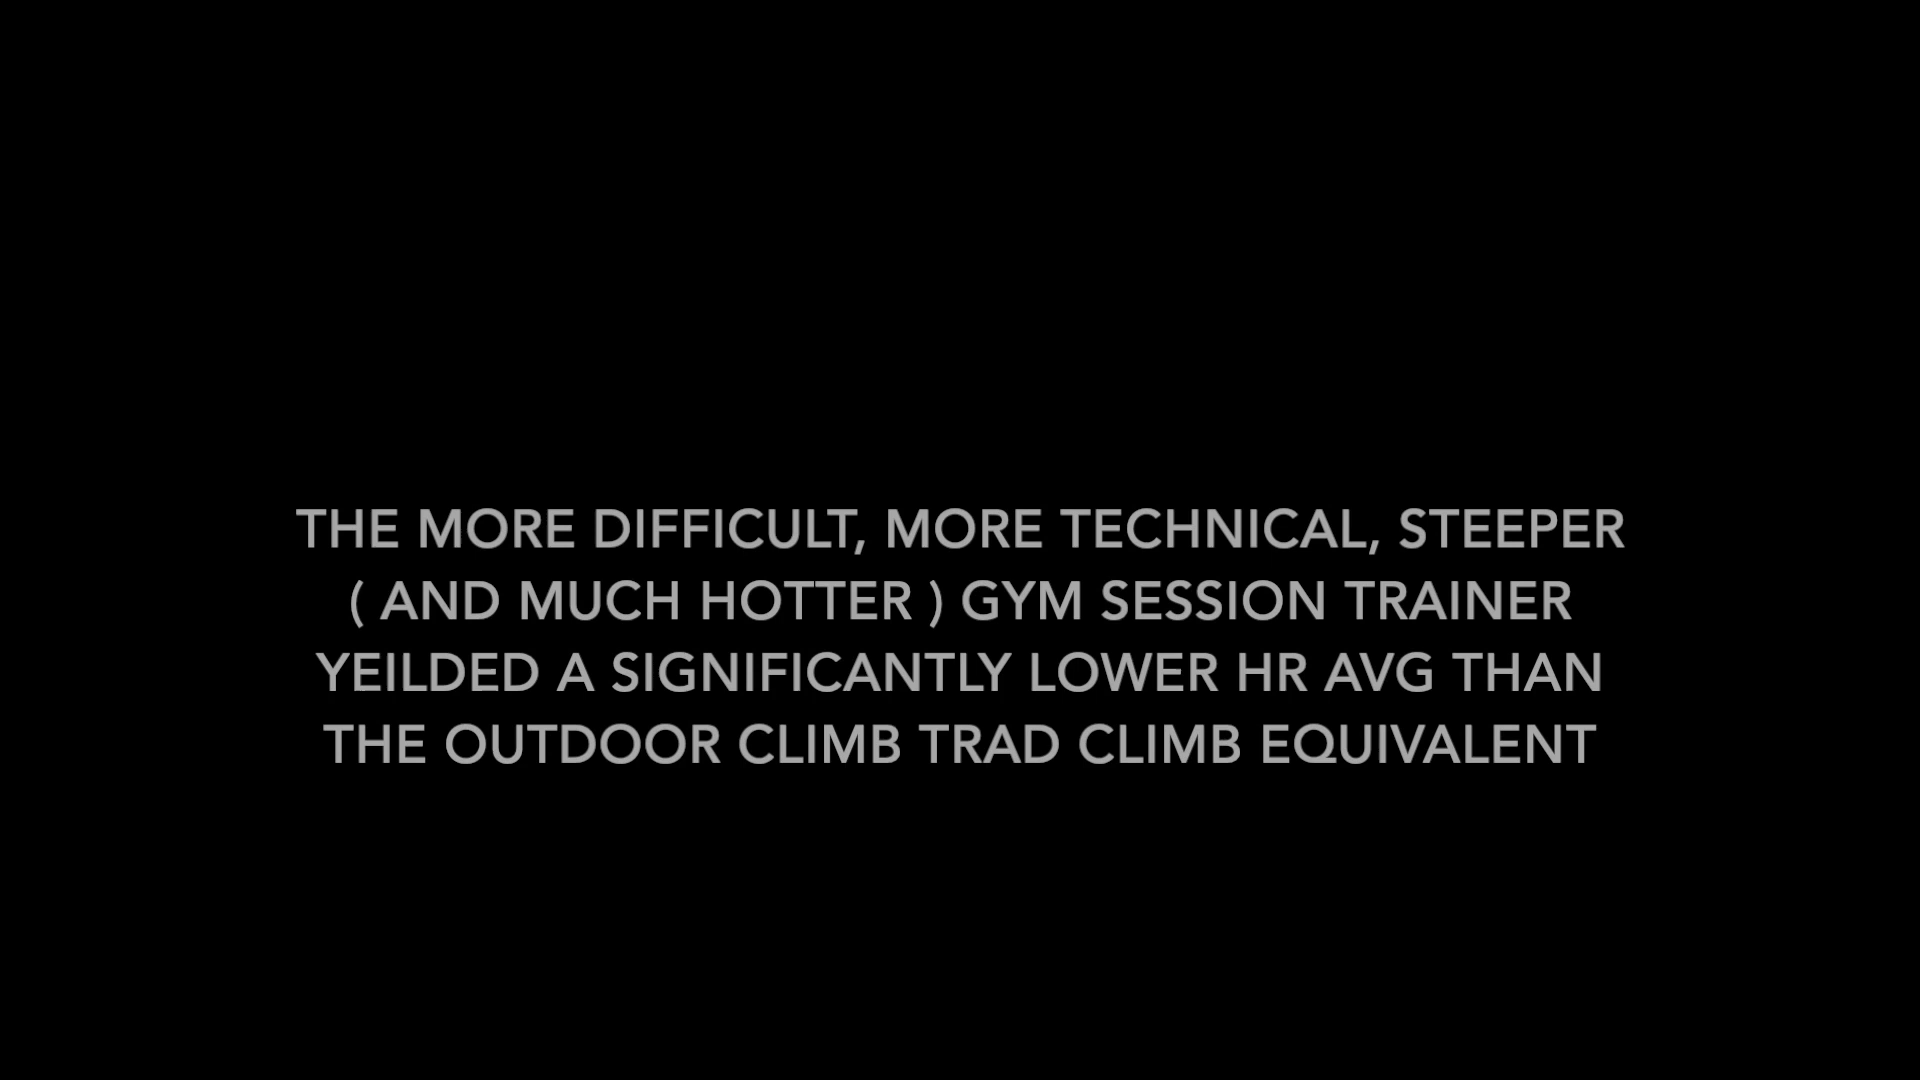 THE MORE DIFFICULT, MORE TECHNICAL, STEEPER
( AND MUCH HOTTER ) GYM SESSION TRAINER
YEILDED A SIGNIFICANTLY LOWER HR AVG THAN
THE OUTDOOR CLIMB TRAD CLIMB EQUIVALENT